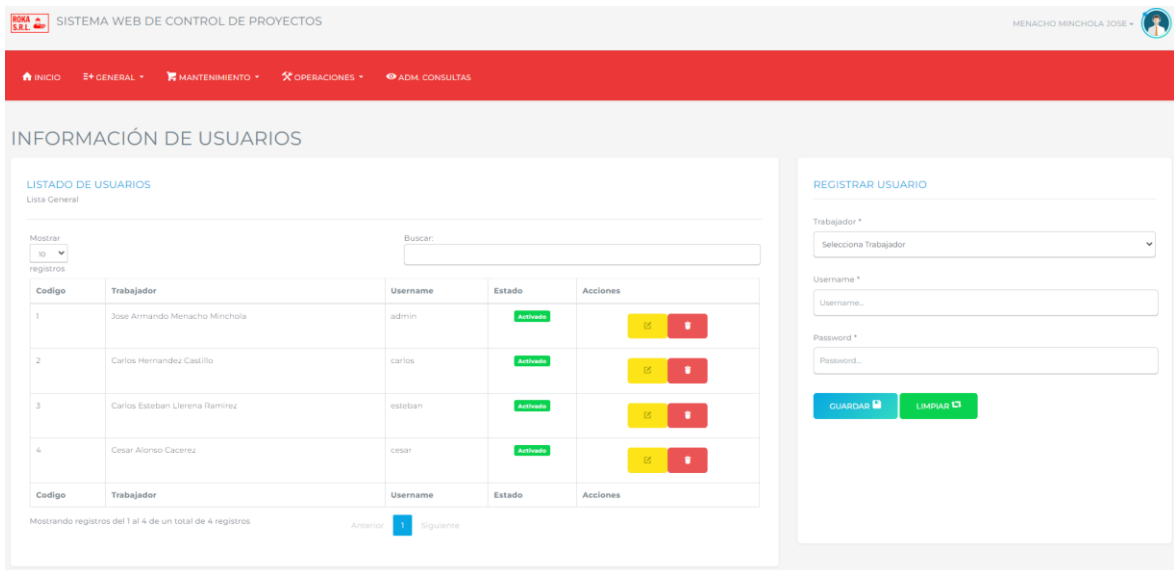 ROKA S.R.L.
SISTEMA WEB DE CONTROL DE PROYECTOS
MENACHO MINCHOLA JOSE
INICIO GENERAL MANTENIMIENTO OPERACIONES ADM. CONSULTAS
INFORMACIÓN DE USUARIOS
LISTADO DE USUARIOS
Lista General
Mostrar
10
registros
Buscar:
Codigo Trabajador Username Estado Acciones
1 Jose Armando Menacho Minchola admin Activado
2 Carlos Hernandez Castillo carlos Activado
3 Carlos Esteban Llerena Ramirez esteban Activado
4 Cesar Alonso Cacerez cesar Activado
Codigo Trabajador Username Estado Acciones
Mostrando registros del 1 al 4 de un total de 4 registros
Anterior 1 Siguiente
REGISTRAR USUARIO
Trabajador *
Selecciona Trabajador
Username *
Username...
Password *
Password...
GUARDAR LIMPIAR